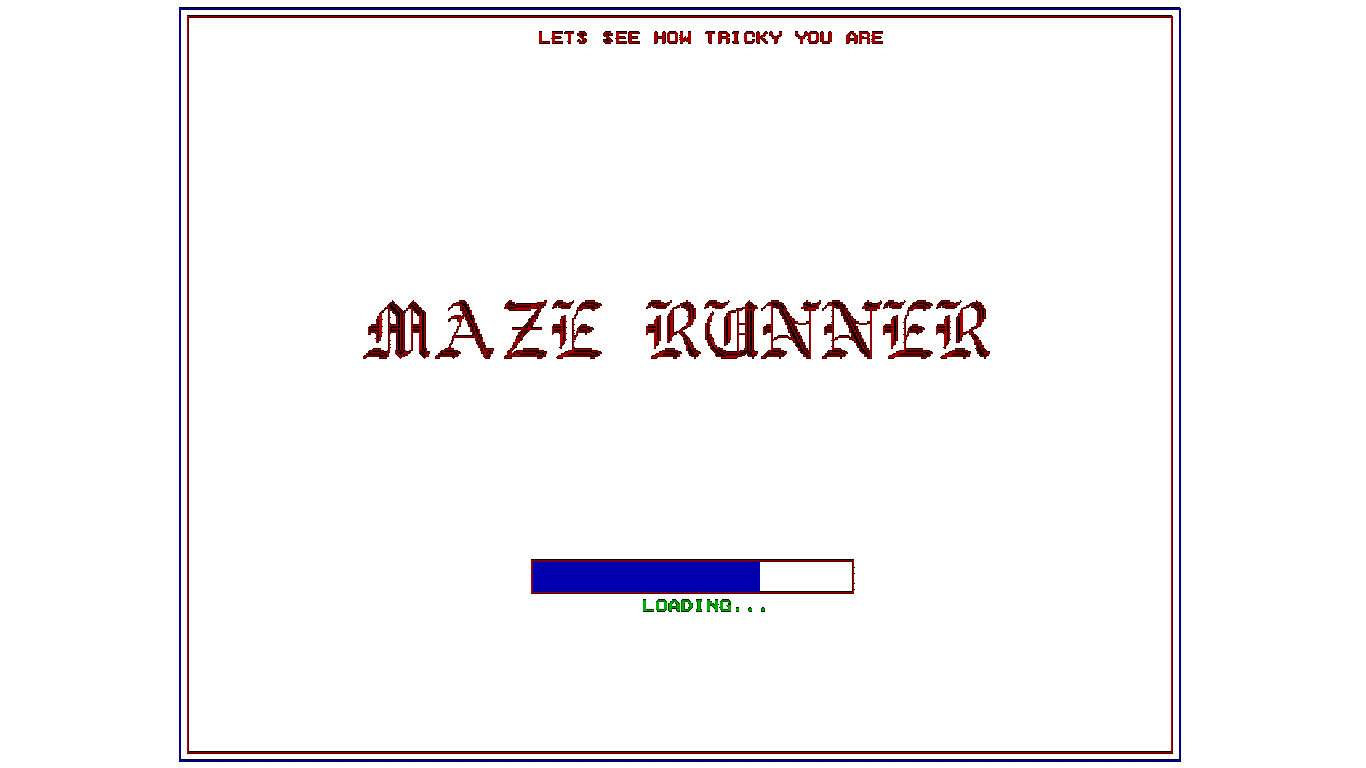 LETS SEE HOW TRICKY YOU ARE
MAZE RUNNER
LOADING...